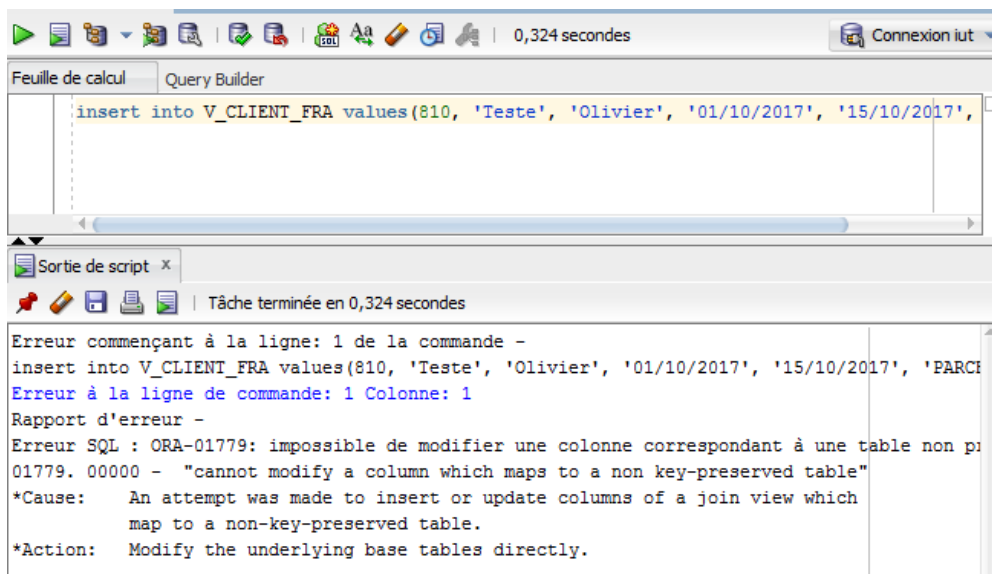 0,324 secondes
Connexion iut
Feuille de calcul
Query Builder
insert into V_CLIENT_FRA values(810, 'Teste', 'Olivier', '01/10/2017', '15/10/2017',
Sortie de script x
Tâche terminée en 0,324 secondes
Erreur commençant à la ligne: 1 de la commande -
insert into V_CLIENT_FRA values(810, 'Teste', 'Olivier', '01/10/2017', '15/10/2017', 'PARCE
Erreur à la ligne de commande: 1 Colonne: 1
Rapport d'erreur -
Erreur SQL : ORA-01779: impossible de modifier une colonne correspondant à une table non
01779. 00000 - "cannot modify a column which maps to a non key-preserved table"
*Cause: An attempt was made to insert or update columns of a join view which
map to a non-key-preserved table.
*Action: Modify the underlying base tables directly.